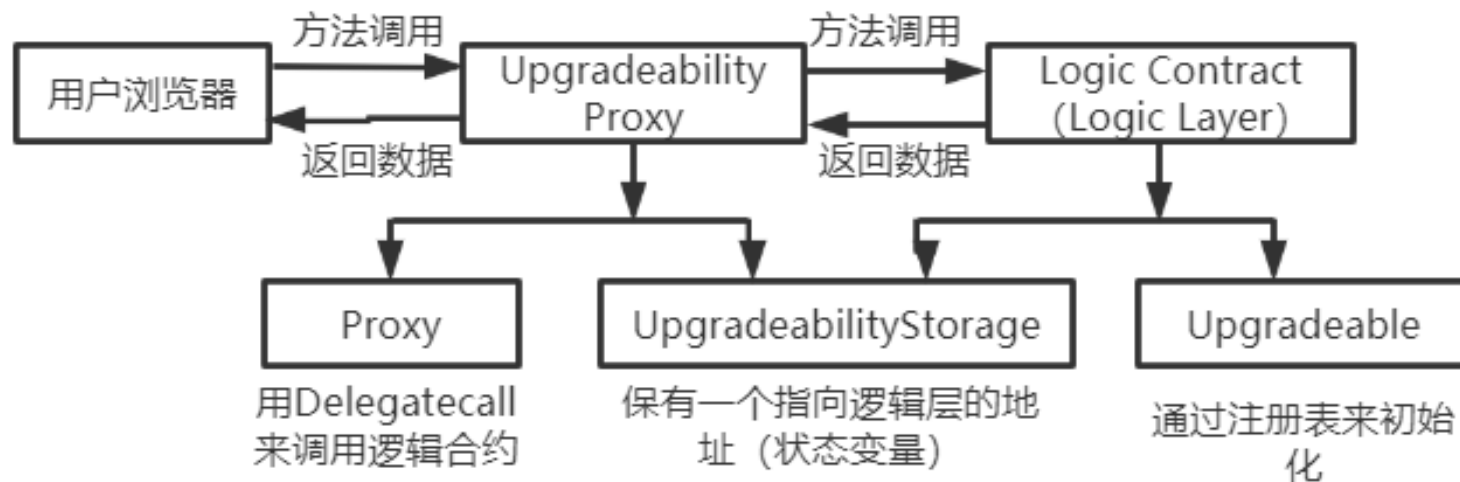 方法调用
方法调用
用户浏览器
Upgradeability
Proxy
Logic Contract
(Logic Layer)
返回数据
返回数据
Proxy
UpgradeabilityStorage
Upgradeable
用Delegatecall
来调用逻辑合约
保有一个指向逻辑层的地
址（状态变量）
通过注册表来初始
化